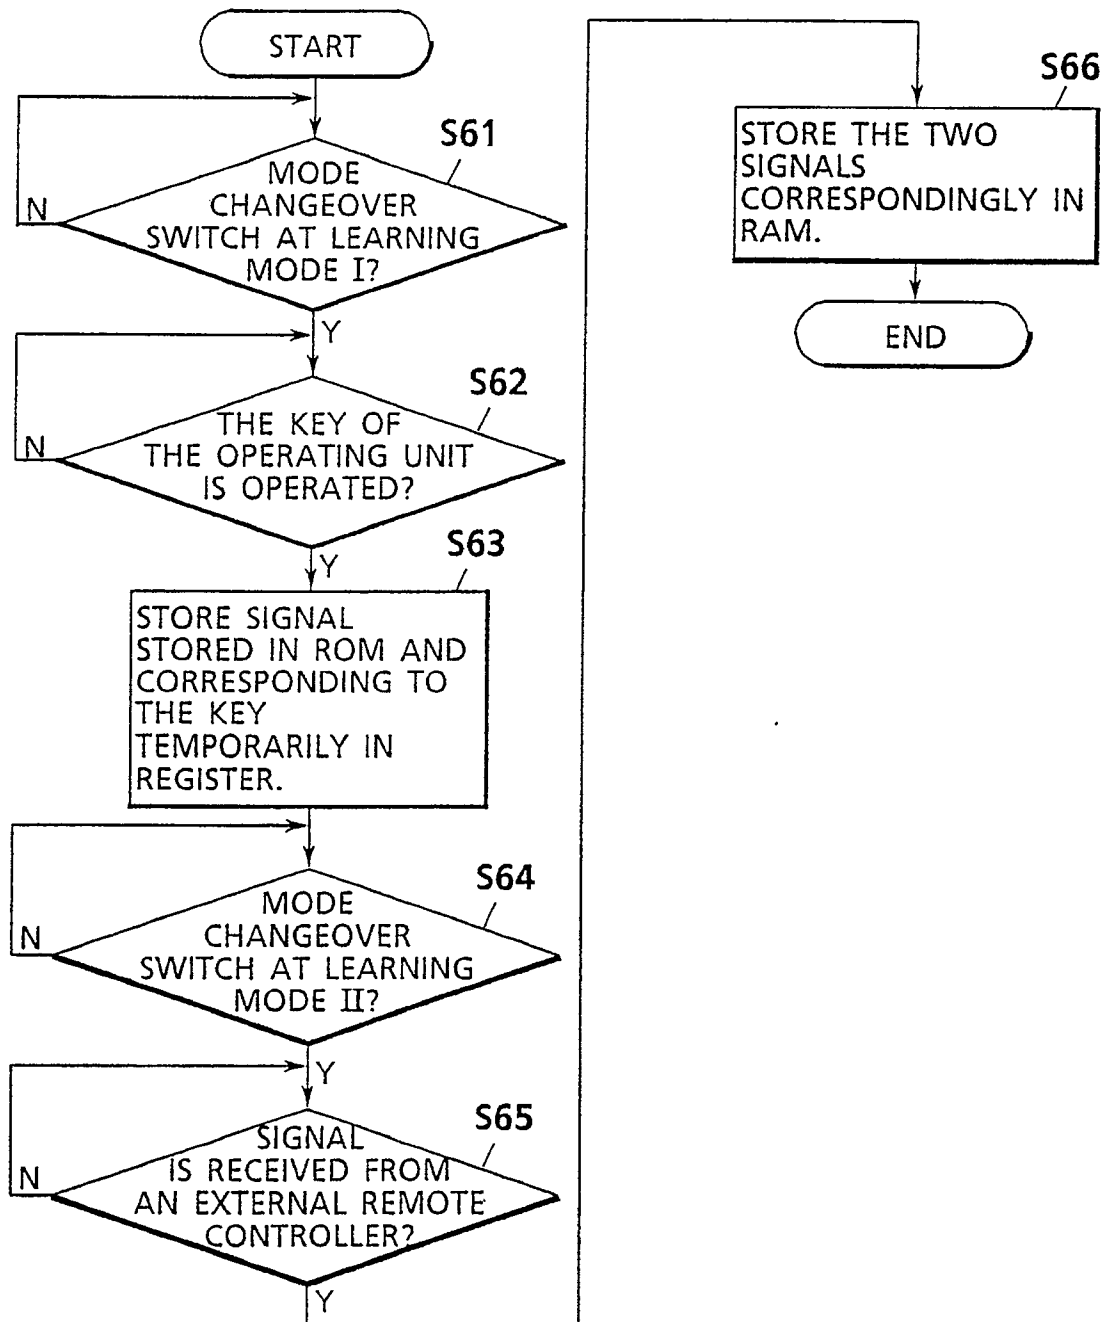 START
S61
MODE
CHANGEOVER
SWITCH AT LEARNING
MODE I?
N
Y
S62
THE KEY OF
THE OPERATING UNIT
IS OPERATED?
N
Y
S63
STORE SIGNAL
STORED IN ROM AND
CORRESPONDING TO
THE KEY
TEMPORARILY IN
REGISTER.
S64
MODE
CHANGEOVER
SWITCH AT LEARNING
MODE II?
N
Y
S65
SIGNAL
IS RECEIVED FROM
AN EXTERNAL REMOTE
CONTROLLER?
N
Y
S66
STORE THE TWO
SIGNALS
CORRESPONDINGLY IN
RAM.
END